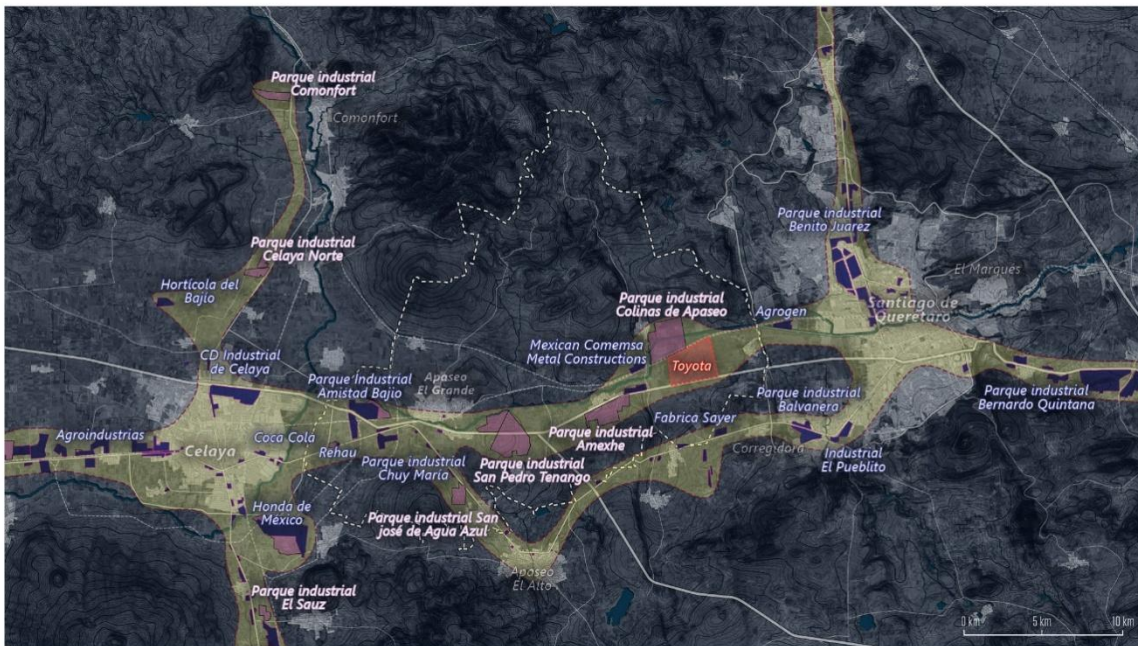 Parque industrial
Comonfort
Comonfort
Parque industrial
Celaya Norte
Hortícola del
Bajío
Parque industrial
Benito Juarez
El Marqués
Santiago de
Querétaro
Parque industrial
Colinas de Apaseo
Agrogen
Mexican Comemsa
Metal Constructions
Toyota
CD Industrial
de Celaya
Parque Industrial
Amistad Bajio
Apaseo
El Grande
Parque industrial
Balvanera
Parque industrial
Bernardo Quintana
Fabrica Sayer
Parque industrial
Amexhe
Agroindustrias
Celaya
Coca Cola
Rehau
Parque industrial
Chuy María
Parque industrial
San Pedro Tenango
Corregidora
Industrial
El Pueblito
Honda de
México
Parque industrial San
josé de Agua Azul
Apaseo
El Alto
Parque industrial
El Sauz
0 km 5 km 10 km